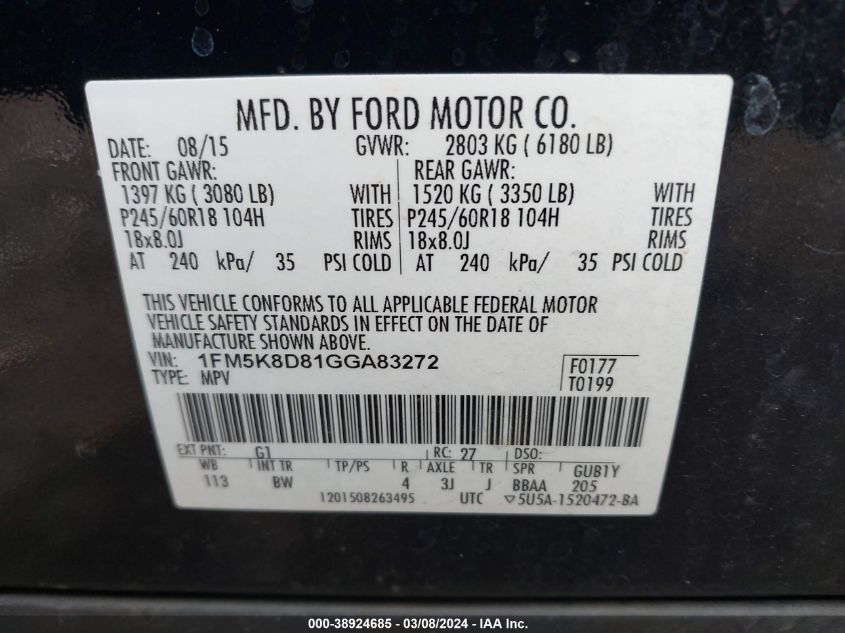 MFD. BY FORD MOTOR CO.
DATE: 08/15 GVWR: 2803 KG ( 6180 LB)
FRONT GAWR: REAR GAWR:
1397 KG ( 3080 LB) WITH 1520 KG ( 3350 LB) WITH
P245/60R18 104H TIRES P245/60R18 104H TIRES
18x8.0J RIMS 18x8.0J RIMS
AT 240 kPa/ 35 PSI COLD AT 240 kPa/ 35 PSI COLD
THIS VEHICLE CONFORMS TO ALL APPLICABLE FEDERAL MOTOR
VEHICLE SAFETY STANDARDS IN EFFECT ON THE DATE OF
MANUFACTURE SHOWN ABOVE.
VIN: 1FM5K8D81GGA83272 F0177
TYPE: MPV T0199
EXT PNT: G1 RC: 27 DSO:
WB INT TR TP/PS R AXLE TR SPR GUB1Y
113 BW 4 3J J BBAA 205
1201508263495 UTC ▽5U5A-1520472-BA
000-38924685 - 03/08/2024 - IAA Inc.